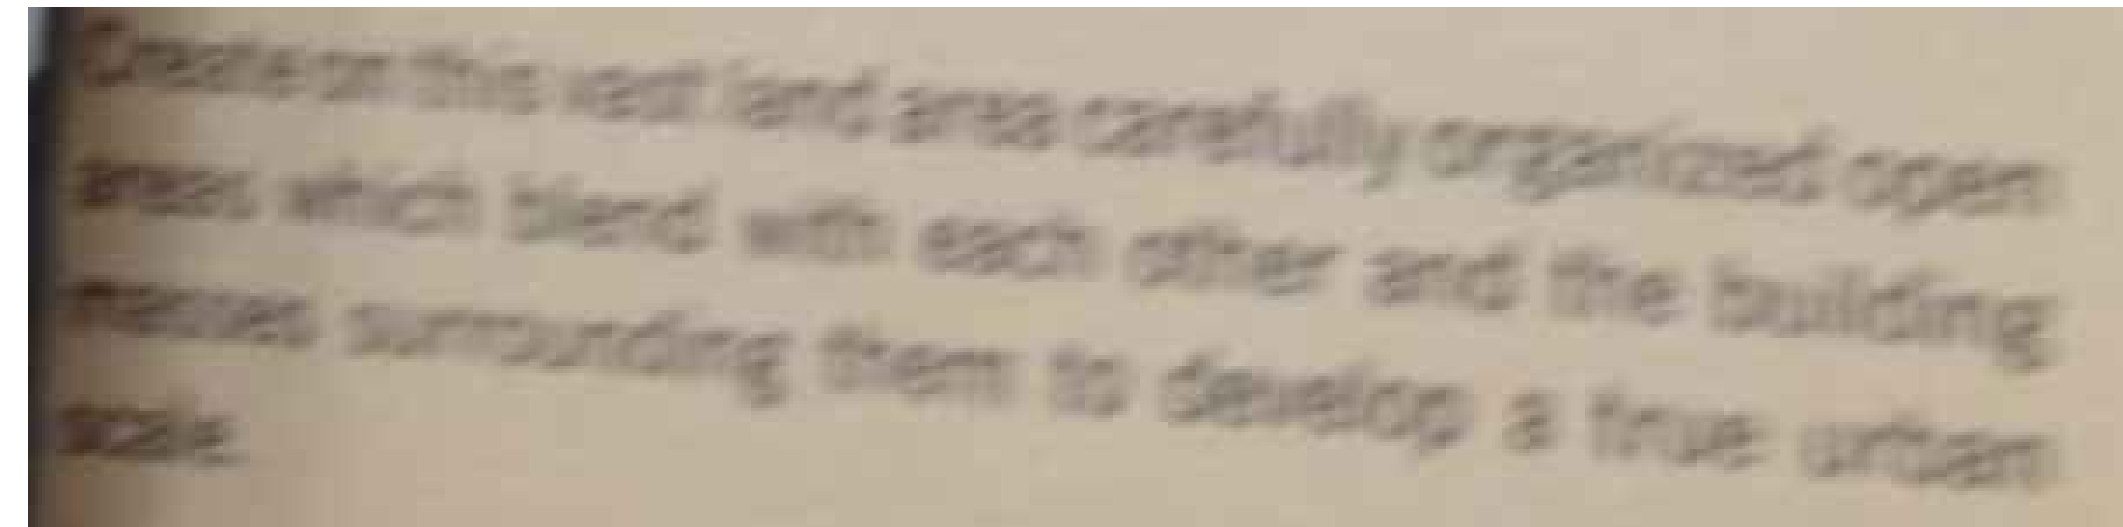 Create on this vast land area carefully organized open
areas which blend with each other and the building
masses surrounding them to develop a true urban
scale.